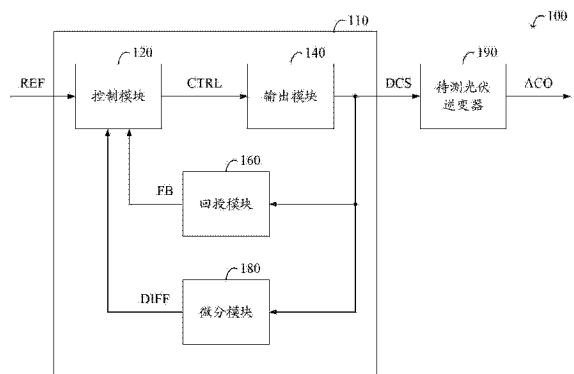 100
110
120
140
190
REF
控制模块
CTRL
输出模块
DCS
待测光伏
逆变器
ACO
160
FB
回授模块
180
DIFF
微分模块